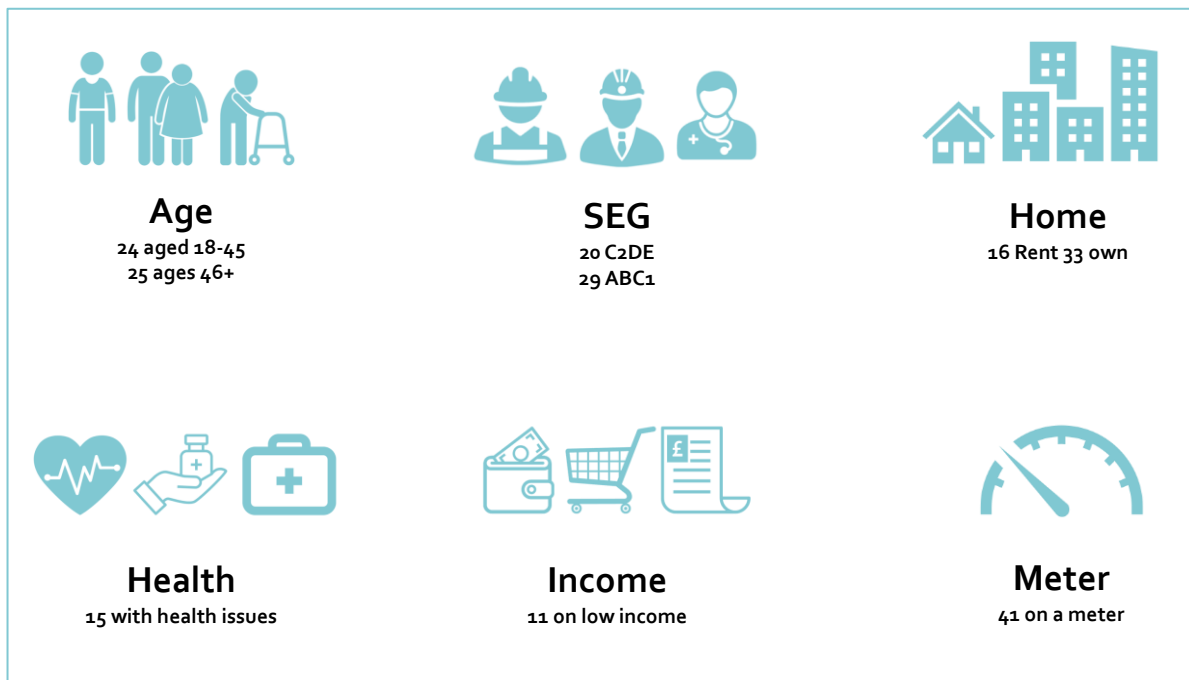 Age
24 aged 18-45
25 ages 46+
SEG
20 C2DE
29 ABC1
Home
16 Rent 33 own
Health
15 with health issues
£
Income
11 on low income
Meter
41 on a meter